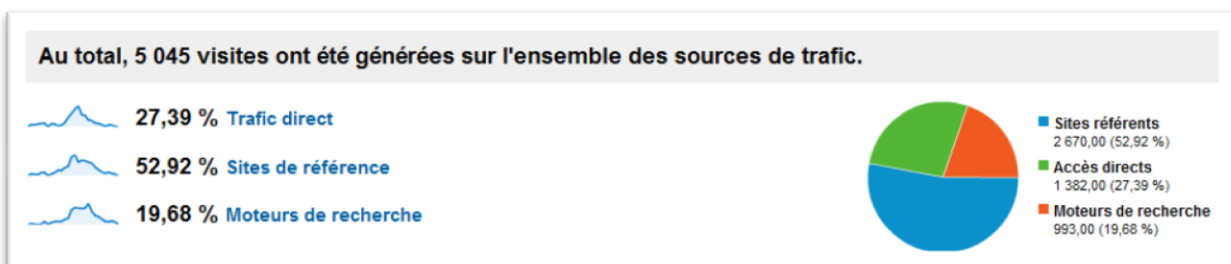 Au total, 5 045 visites ont été générées sur l'ensemble des sources de trafic.
27,39 % Trafic direct
52,92 % Sites de référence
19,68 % Moteurs de recherche
Sites référents
2 670,00 (52,92 %)
Accès directs
1 382,00 (27,39 %)
Moteurs de recherche
993,00 (19,68 %)